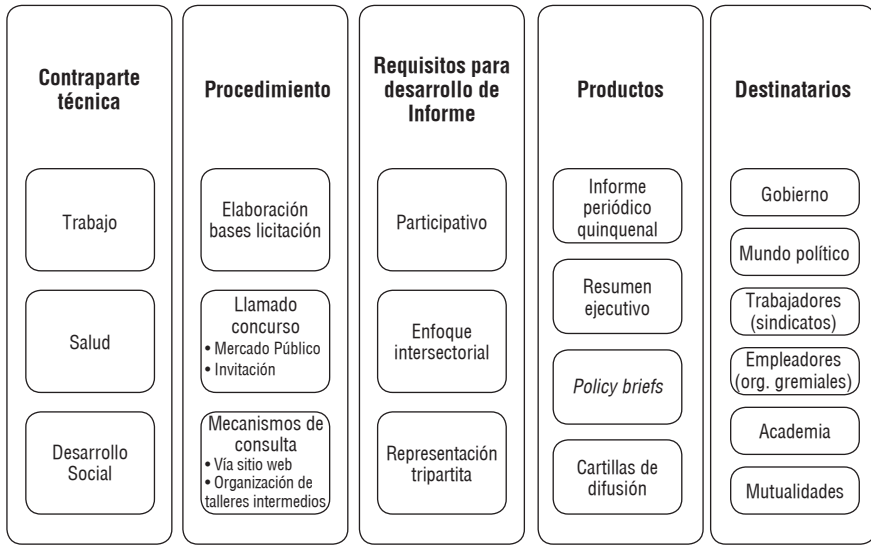 Contraparte
técnica
Trabajo
Salud
Desarrollo
Social
Procedimiento
Elaboración
bases licitación
Llamado
concurso
• Mercado Público
• Invitación
Mecanismos de
consulta
• Vía sitio web
• Organización de
talleres intermedios
Requisitos para
desarrollo de
Informe
Participativo
Enfoque
intersectorial
Representación
tripartita
Productos
Informe
periódico
quinquenal
Resumen
ejecutivo
Policy briefs
Cartillas de
difusión
Destinatarios
Gobierno
Mundo político
Trabajadores
(sindicatos)
Empleadores
(org. gremiales)
Academia
Mutualidades